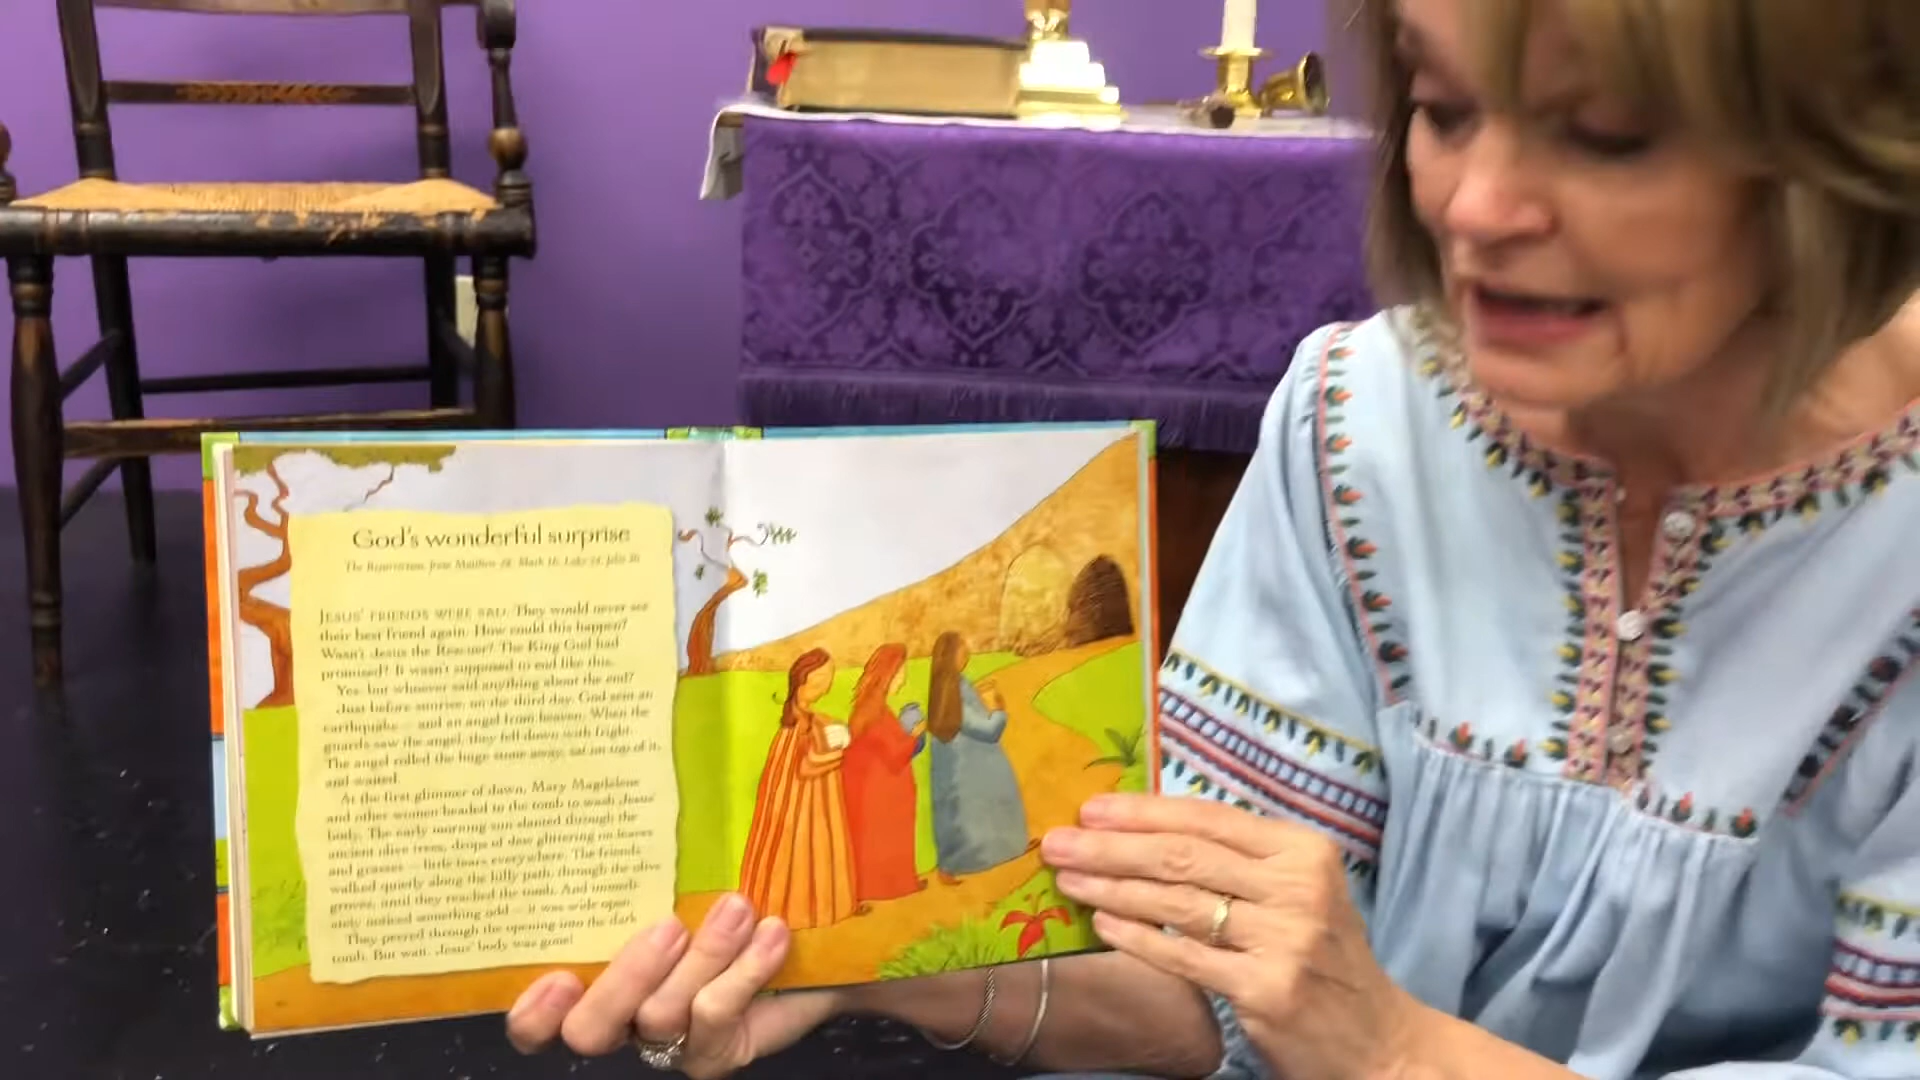 God's wonderful surprise
The Resurrection, from Matthew 28, Mark 16, Luke 24, John 20
JESUS' FRIENDS WERE SAD. They would never see
their best friend again. How could this happen?
Wasn't Jesus the Rescuer? The King God had
promised? It wasn't supposed to end like this.
Yes, but whoever said anything about the end?
Just before sunrise, on the third day, God sent an
earthquake — and an angel from heaven. When the
guards saw the angel, they fell down with fright.
The angel rolled the huge stone away, sat on top of it,
and waited.
At the first glimmer of dawn, Mary Magdalene
and other women headed to the tomb to wash Jesus'
body. The early morning sun slanted through the
ancient olive trees, drops of dew glittering on leaves
and grasses — little tears everywhere. The friends
walked quietly along the hilly path, through the olive
groves, until they reached the tomb. And immedi-
ately noticed something odd — it was wide open.
They peered through the opening into the dark
tomb. But wait. Jesus' body was gone!